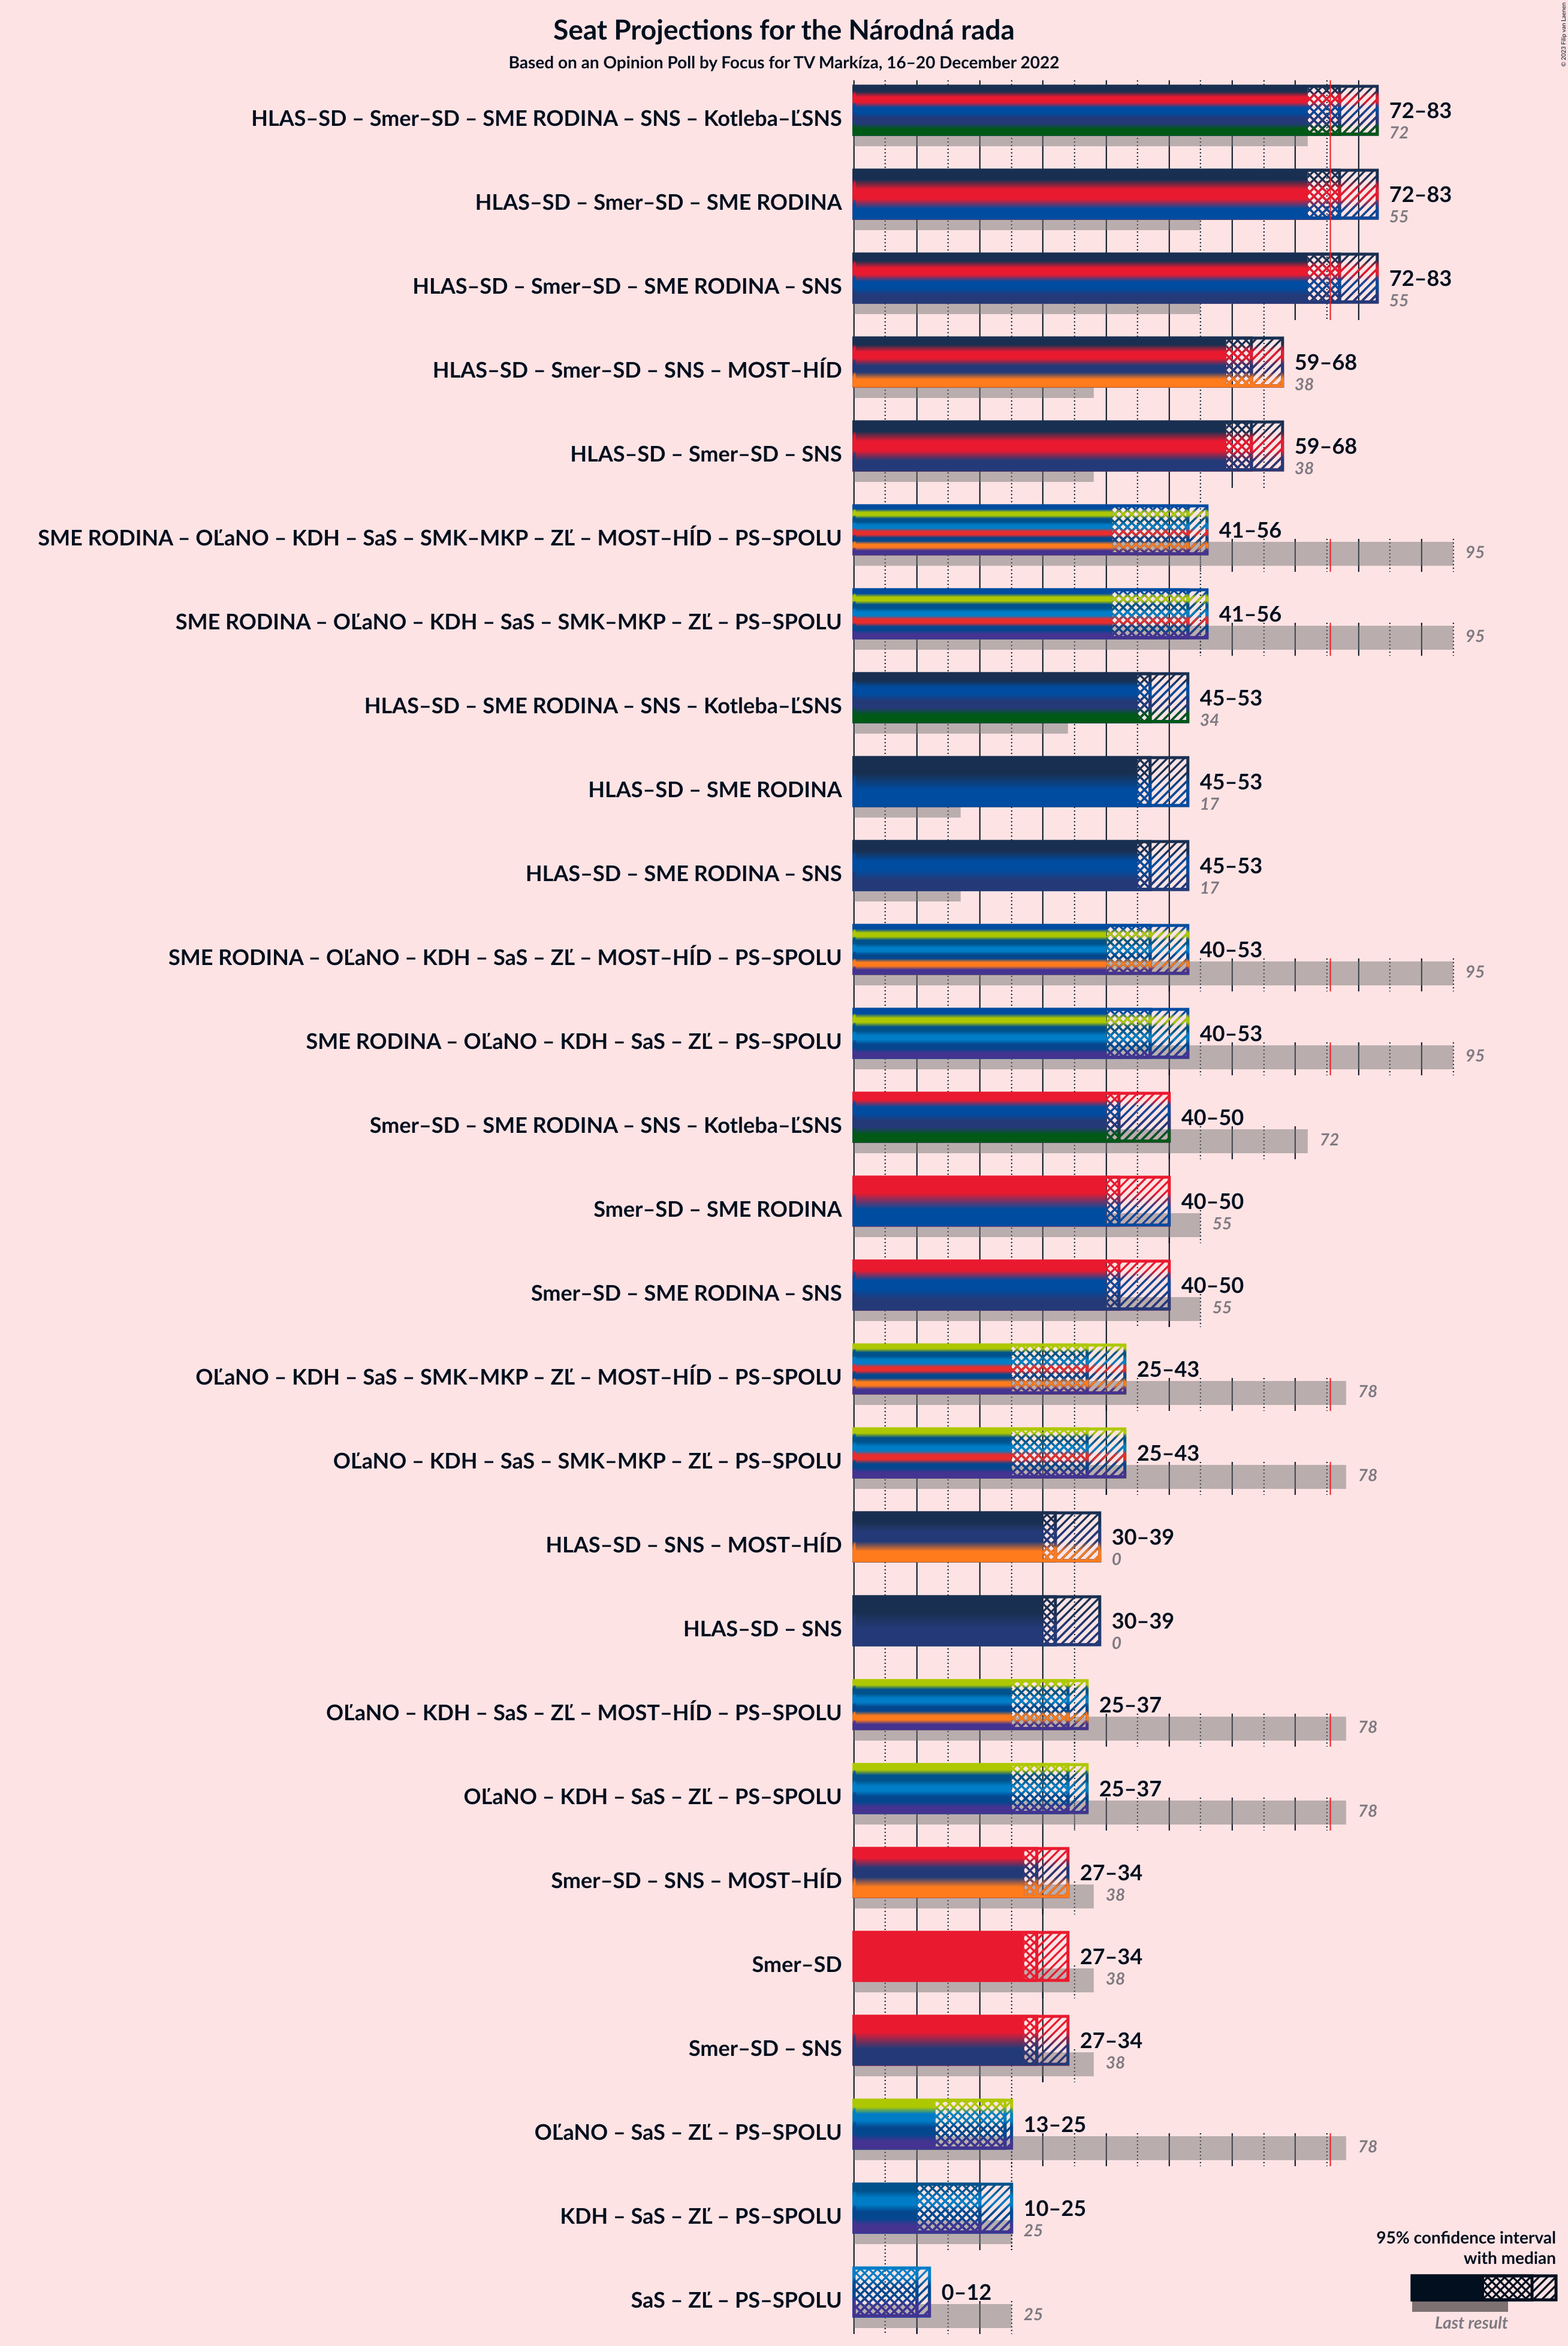 Seat Projections for the Národná rada
Based on an Opinion Poll by Focus for TV Markíza, 16–20 December 2022
© 2023 Filip van Laenen
HLAS–SD – Smer–SD – SME RODINA – SNS – Kotleba–ĽSNS
72–83
72
HLAS–SD – Smer–SD – SME RODINA
72–83
55
HLAS–SD – Smer–SD – SME RODINA – SNS
72–83
55
HLAS–SD – Smer–SD – SNS – MOST–HÍD
59–68
38
HLAS–SD – Smer–SD – SNS
59–68
38
SME RODINA – OĽaNO – KDH – SaS – SMK–MKP – ZĽ – MOST–HÍD – PS–SPOLU
41–56
95
SME RODINA – OĽaNO – KDH – SaS – SMK–MKP – ZĽ – PS–SPOLU
41–56
95
HLAS–SD – SME RODINA – SNS – Kotleba–ĽSNS
45–53
34
HLAS–SD – SME RODINA
45–53
17
HLAS–SD – SME RODINA – SNS
45–53
17
SME RODINA – OĽaNO – KDH – SaS – ZĽ – MOST–HÍD – PS–SPOLU
40–53
95
SME RODINA – OĽaNO – KDH – SaS – ZĽ – PS–SPOLU
40–53
95
Smer–SD – SME RODINA – SNS – Kotleba–ĽSNS
40–50
72
Smer–SD – SME RODINA
40–50
55
Smer–SD – SME RODINA – SNS
40–50
55
OĽaNO – KDH – SaS – SMK–MKP – ZĽ – MOST–HÍD – PS–SPOLU
25–43
78
OĽaNO – KDH – SaS – SMK–MKP – ZĽ – PS–SPOLU
25–43
78
HLAS–SD – SNS – MOST–HÍD
30–39
0
HLAS–SD – SNS
30–39
0
OĽaNO – KDH – SaS – ZĽ – MOST–HÍD – PS–SPOLU
25–37
78
OĽaNO – KDH – SaS – ZĽ – PS–SPOLU
25–37
78
Smer–SD – SNS – MOST–HÍD
27–34
38
Smer–SD
27–34
38
Smer–SD – SNS
27–34
38
OĽaNO – SaS – ZĽ – PS–SPOLU
13–25
78
KDH – SaS – ZĽ – PS–SPOLU
10–25
25
SaS – ZĽ – PS–SPOLU
0–12
25
95% confidence interval
with median
Last result